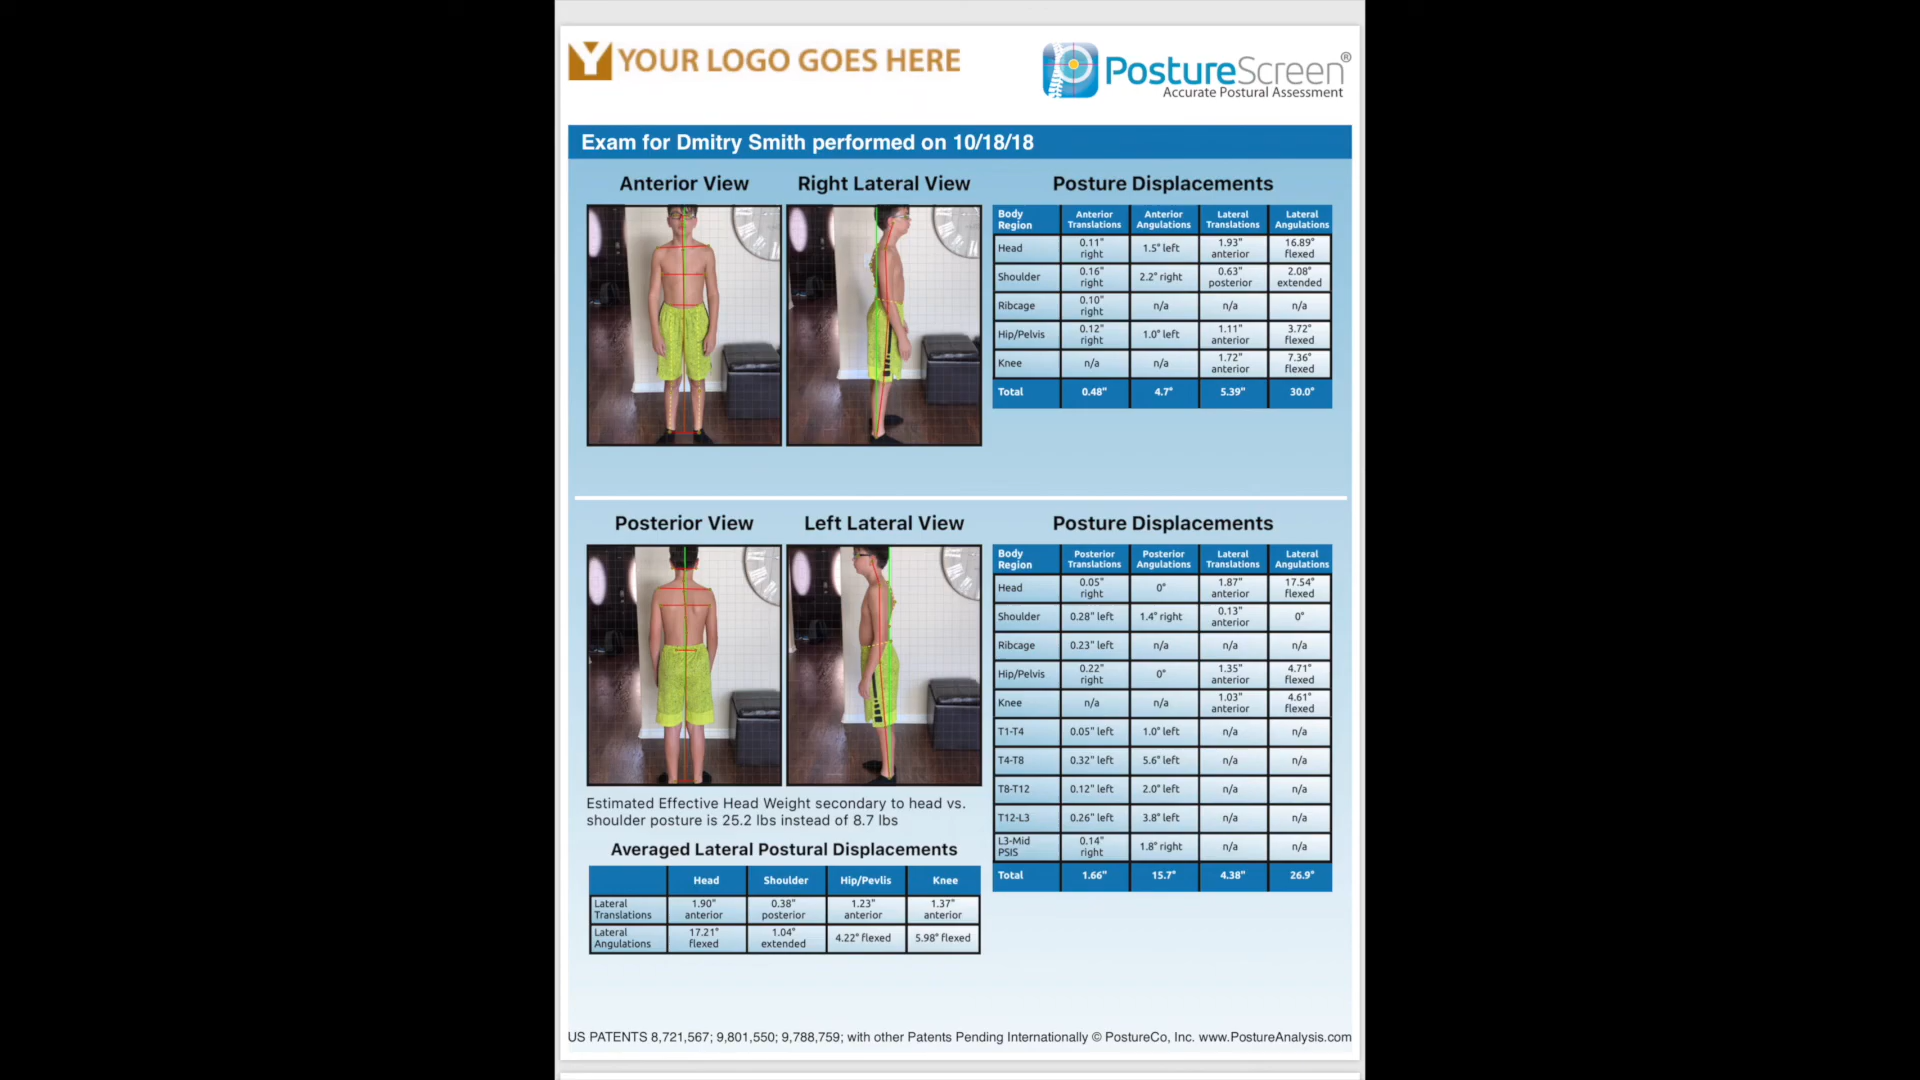 YOUR LOGO GOES HERE
PostureScreen®
Accurate Postural Assessment
Exam for Dmitry Smith performed on 10/18/18
Anterior View
Right Lateral View
Posture Displacements
Body Region Anterior Translations Anterior Angulations Lateral Translations Lateral Angulations
Head 0.11" right 1.5° left 1.93" anterior 16.89° flexed
Shoulder 0.16" right 2.2° right 0.63" posterior 2.08° extended
Ribcage 0.10" right n/a n/a n/a
Hip/Pelvis 0.12" right 1.0° left 1.11" anterior 3.72° flexed
Knee n/a n/a 1.72" anterior 7.36° flexed
Total 0.48" 4.7° 5.39" 30.0°
Posterior View
Left Lateral View
Posture Displacements
Body Region Posterior Translations Posterior Angulations Lateral Translations Lateral Angulations
Head 0.05" right 0° 1.87" anterior 17.54° flexed
Shoulder 0.28" left 1.4° right 0.13" anterior 0°
Ribcage 0.23" left n/a n/a n/a
Hip/Pelvis 0.22" right 0° 1.35" anterior 4.71° flexed
Knee n/a n/a 1.03" anterior 4.61° flexed
T1-T4 0.05" left 1.0° left n/a n/a
T4-T8 0.32" left 5.6° left n/a n/a
T8-T12 0.12" left 2.0° left n/a n/a
T12-L3 0.26" left 3.8° left n/a n/a
L3-Mid PSIS 0.14" right 1.8° right n/a n/a
Total 1.66" 15.7° 4.38" 26.9°
Estimated Effective Head Weight secondary to head vs.
shoulder posture is 25.2 lbs instead of 8.7 lbs
Averaged Lateral Postural Displacements
Head Shoulder Hip/Pevlis Knee
Lateral Translations 1.90" anterior 0.38" posterior 1.23" anterior 1.37" anterior
Lateral Angulations 17.21° flexed 1.04° extended 4.22° flexed 5.98° flexed
US PATENTS 8,721,567; 9,801,550; 9,788,759; with other Patents Pending Internationally © PostureCo, Inc. www.PostureAnalysis.com